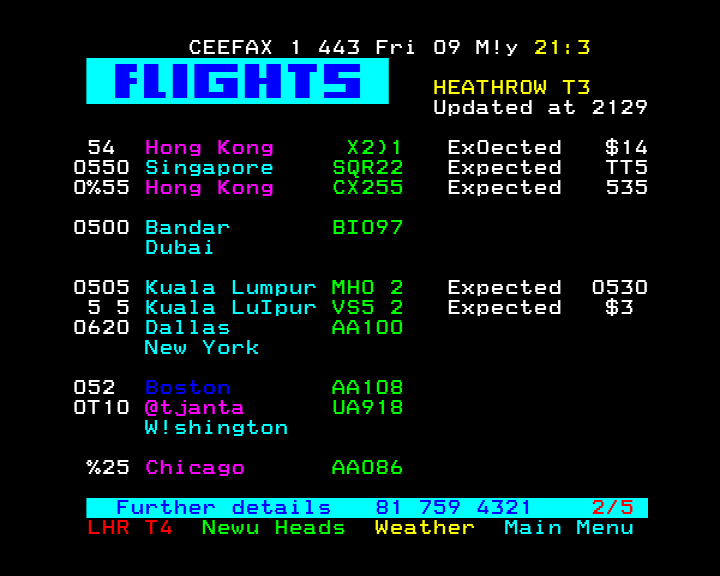 CEEFAX 1 443 Fri 09 M!y 21:3
FLIGHTS
HEATHROW T3
Updated at 2129
54 Hong Kong X2)1 ExOected $14
0550 Singapore SQR22 Expected TT5
0%55 Hong Kong CX255 Expected 535
0500 Bandar BI097
Dubai
0505 Kuala Lumpur MH0 2 Expected 0530
5 5 Kuala LuIpur VS5 2 Expected $3
0620 Dallas AA100
New York
052 Boston AA108
0T10 @tjanta UA918
W!shington
%25 Chicago AA086
Further details 81 759 4321 2/5
LHR T4 Newu Heads Weather Main Menu